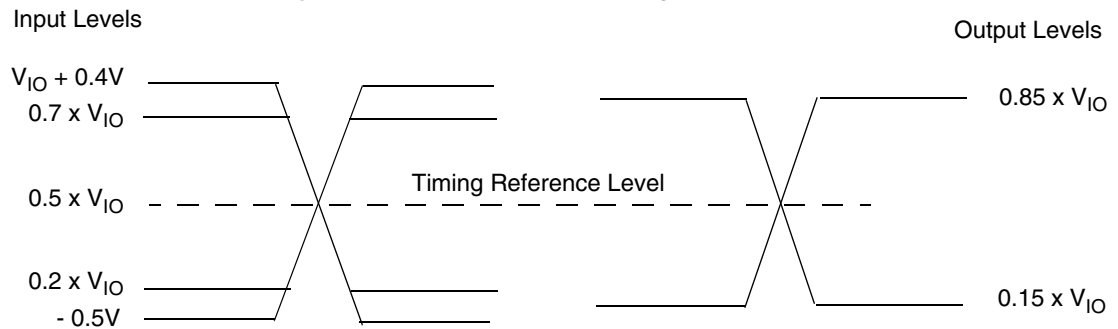 Input Levels
Output Levels
V_IO + 0.4V
0.7 x V_IO
0.85 x V_IO
Timing Reference Level
0.5 x V_IO
0.2 x V_IO
0.15 x V_IO
- 0.5V